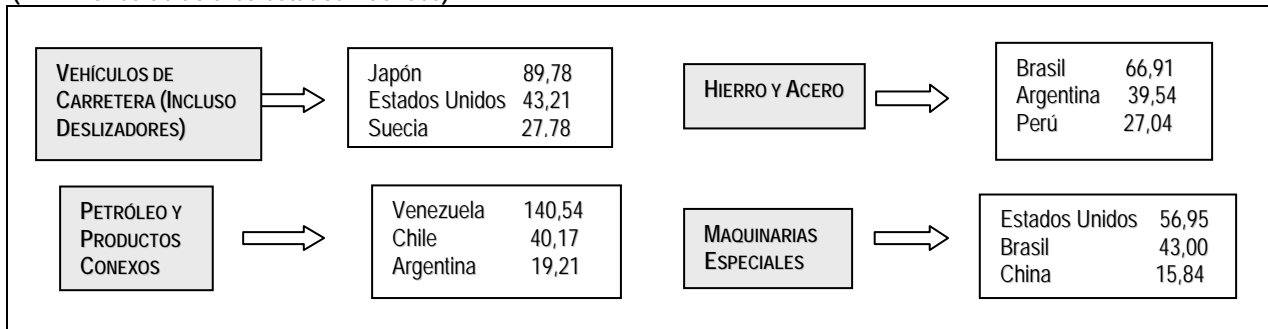 VEHÍCULOS DE
CARRETERA (INCLUSO
DESLIZADORES)
Japón 89,78
Estados Unidos 43,21
Suecia 27,78
HIERRO Y ACERO
Brasil 66,91
Argentina 39,54
Perú 27,04
PETRÓLEO Y
PRODUCTOS
CONEXOS
Venezuela 140,54
Chile 40,17
Argentina 19,21
MAQUINARIAS
ESPECIALES
Estados Unidos 56,95
Brasil 43,00
China 15,84